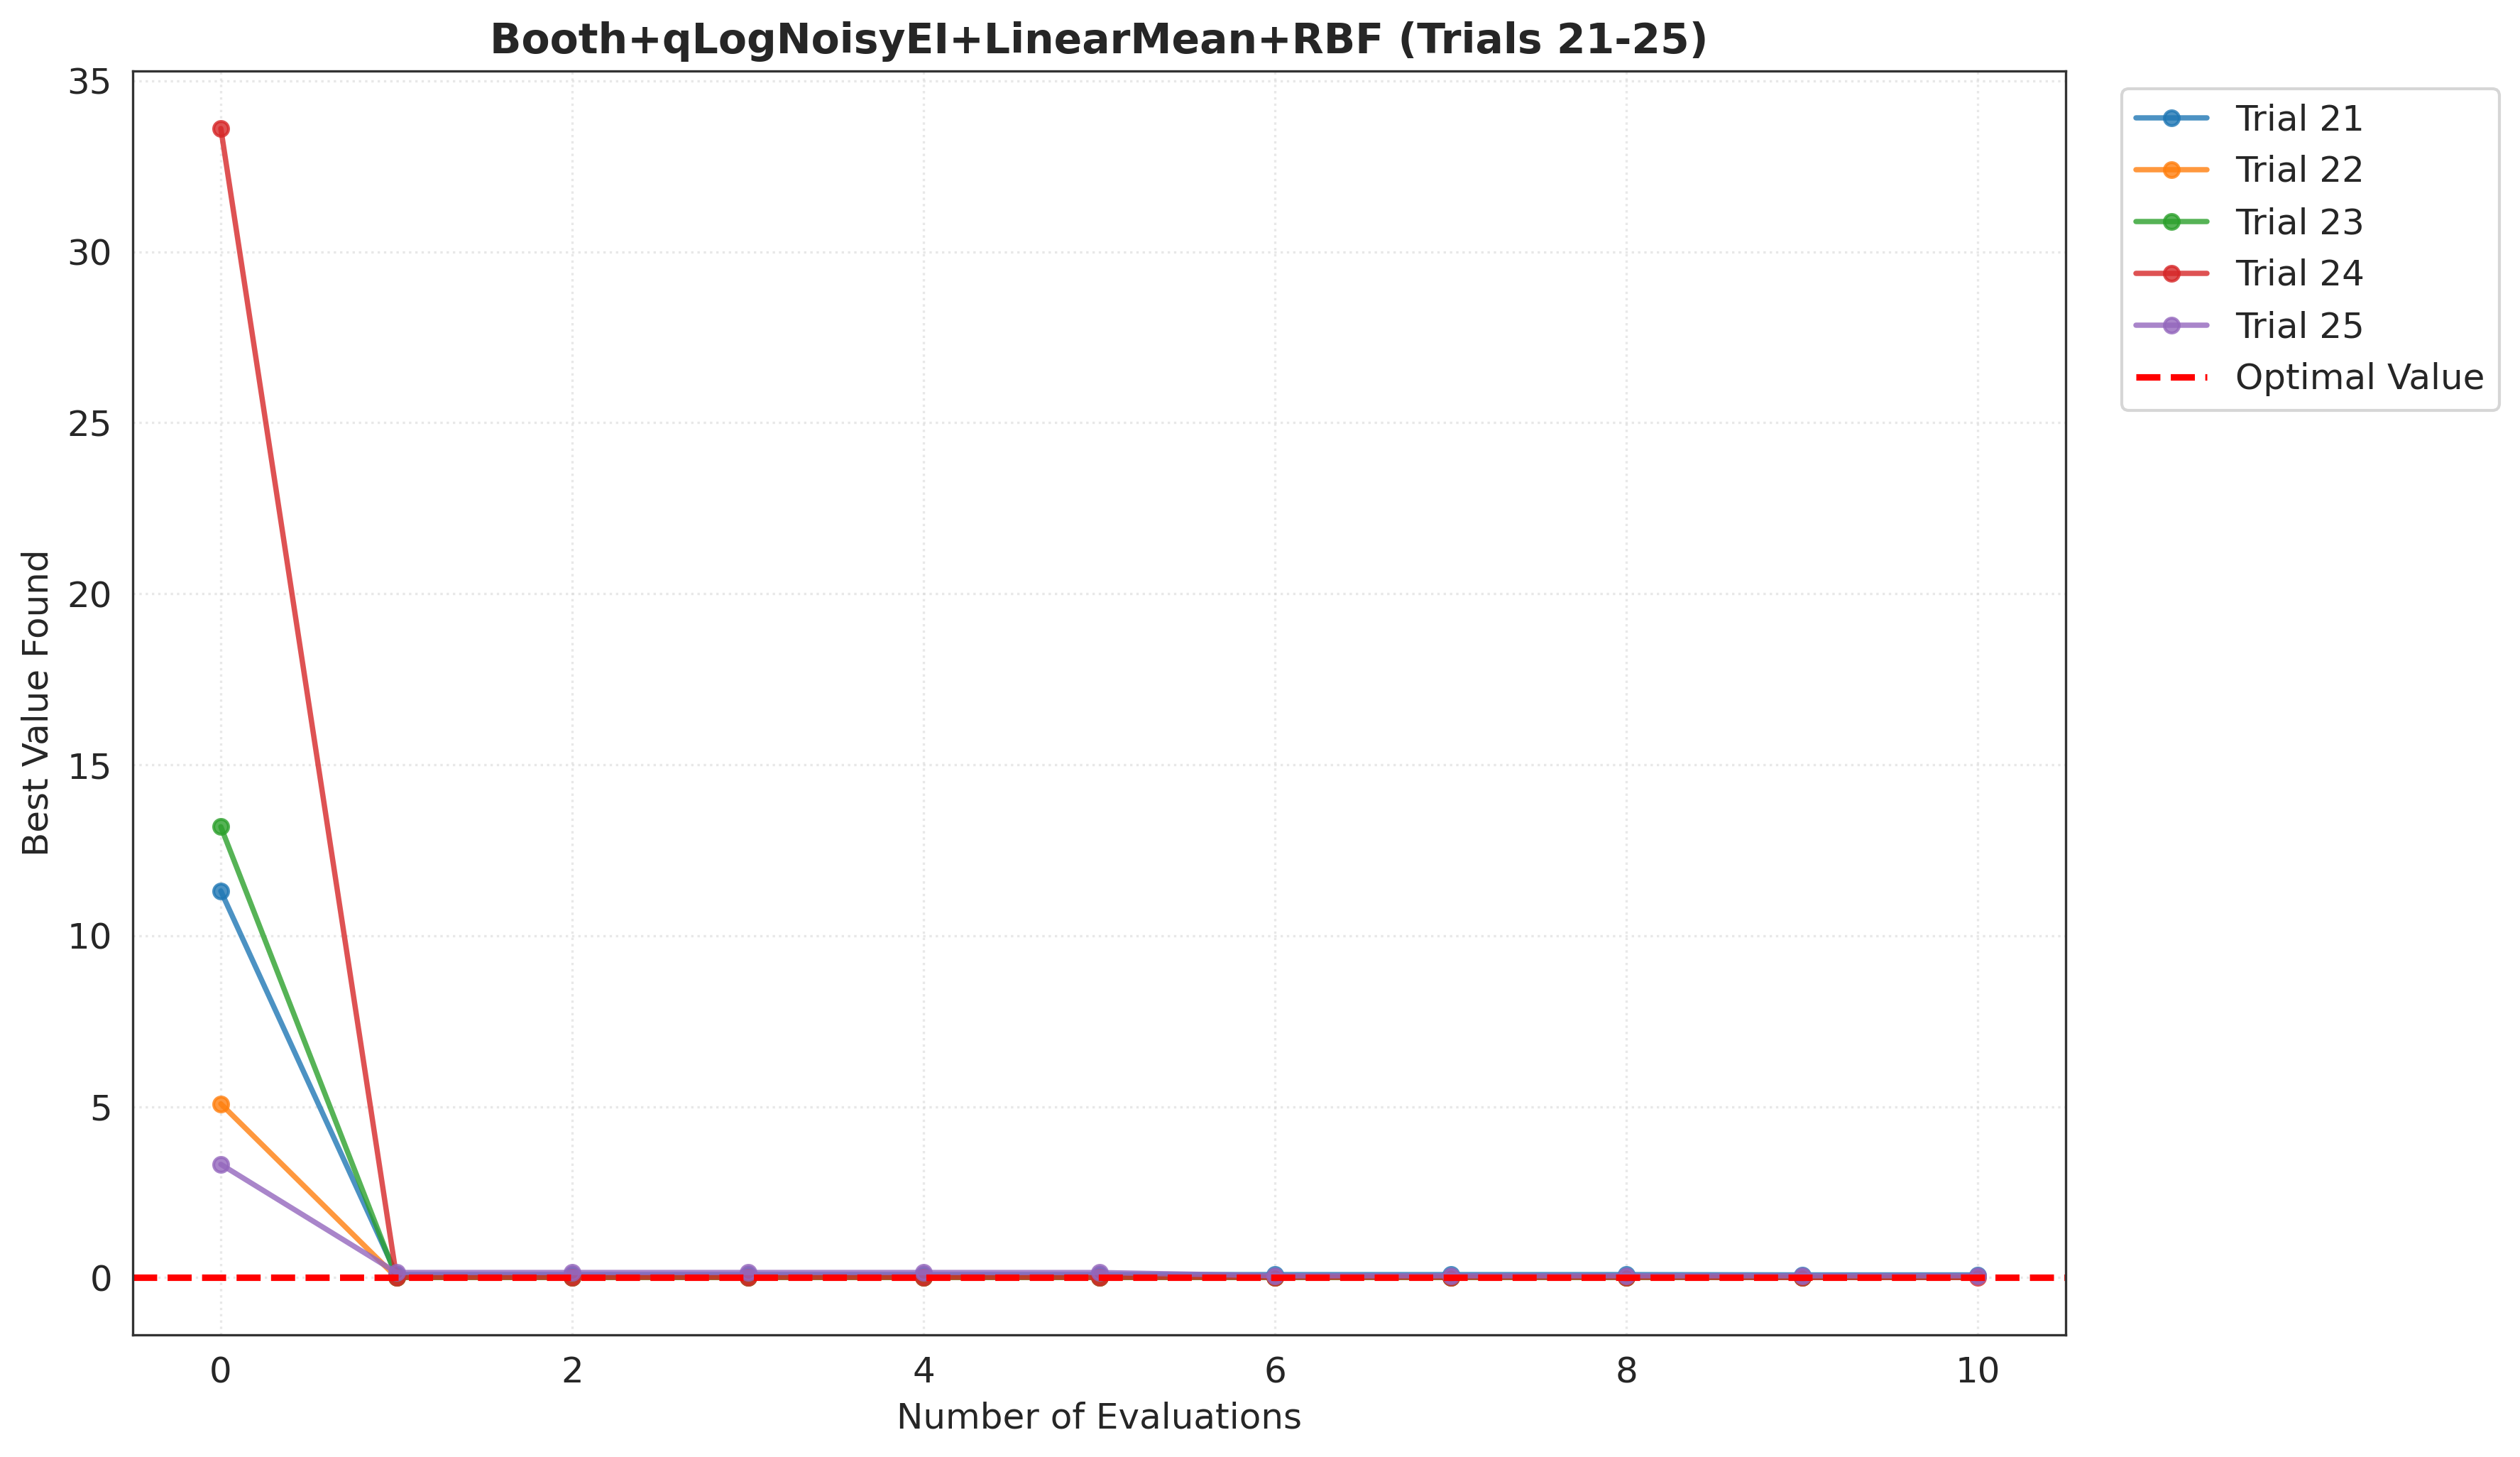 Booth+qLogNoisyEI+LinearMean+RBF (Trials 21-25)
35
30
25
20
15
10
5
0
Best Value Found
0 2 4 6 8 10
Number of Evaluations
Trial 21
Trial 22
Trial 23
Trial 24
Trial 25
Optimal Value